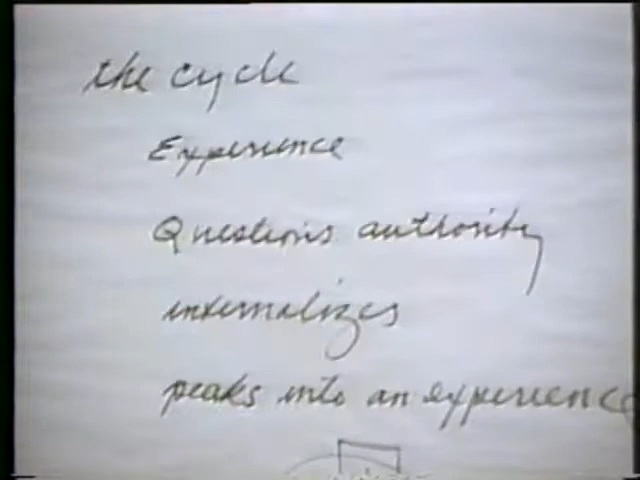 the cycle
Experience
Questions authority
internalizes
peaks into an experience